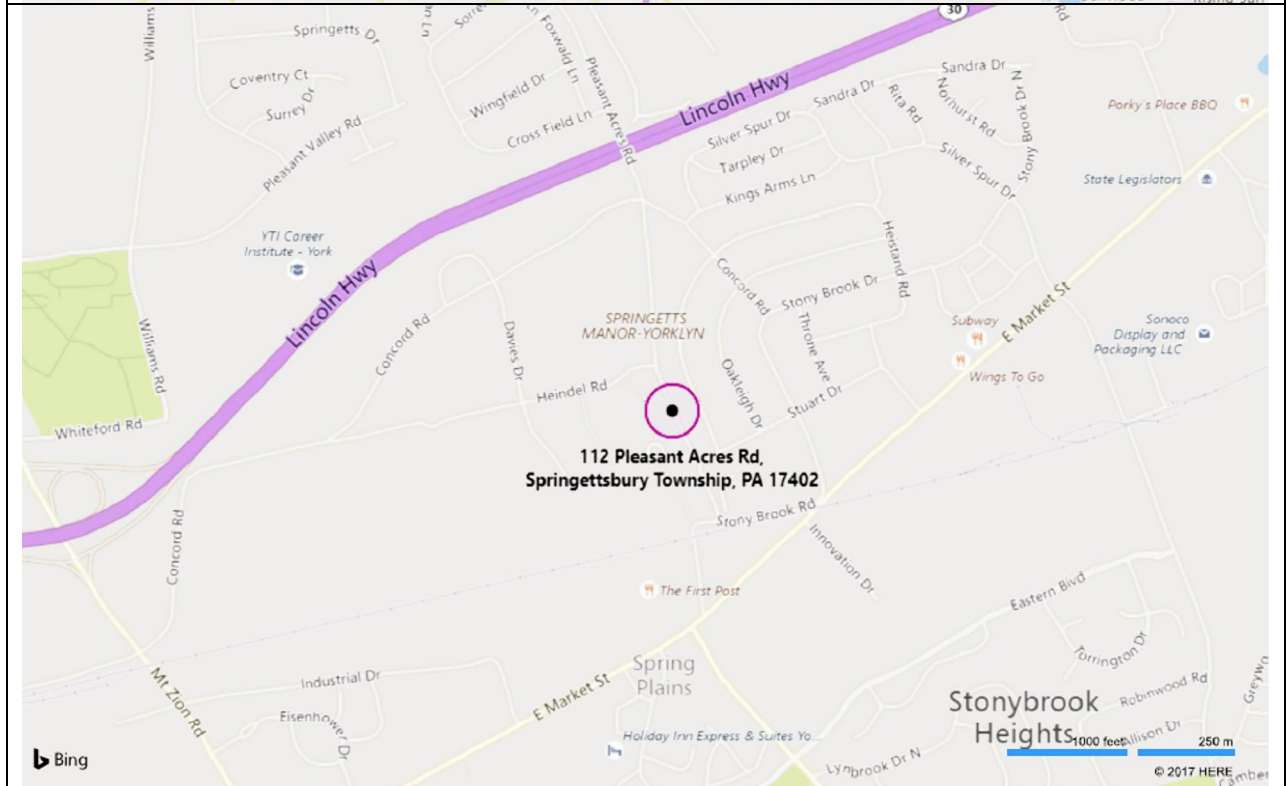 30
Williams
Springetts Dr
Foxwald Ln
Coventry Ct
Surrey Dr
Pleasant Valley Rd
Wingfield Dr
Cross Field Ln
Pleasant Acres Rd
Lincoln Hwy
Sandra Dr
Sandra Dr
Rita Rd
Norhurst Rd
Stony Brook Dr N
Silver Spur Dr
Silver Spur Dr
Tarpley Dr
Kings Arms Ln
Porky's Place BBQ
State Legislators
YTI Career
Institute - York
Lincoln Hwy
Williams Rd
Whiteford Rd
Concord Rd
Davies Dr
Heindel Rd
SPRINGETTS
MANOR-YORKLYN
Concord Rd
Stony Brook Dr
Heistand Rd
Throne Ave
Oakleigh Dr
Stuart Dr
Subway
Wings To Go
E Market St
Sonoco
Display and
Packaging LLC
112 Pleasant Acres Rd,
Springettsbury Township, PA 17402
Stony Brook Rd
Innovation Dr
Concord Rd
The First Post
Eastern Blvd
Torrington Dr
Robinwood Rd
Allison Dr
Mt Zion Rd
Industrial Dr
Eisenhower Dr
E Market St
Spring
Plains
Holiday Inn Express & Suites Yo...
Stonybrook
Heights
Lynbrook Dr N
1000 feet
250 m
Bing
© 2017 HERE